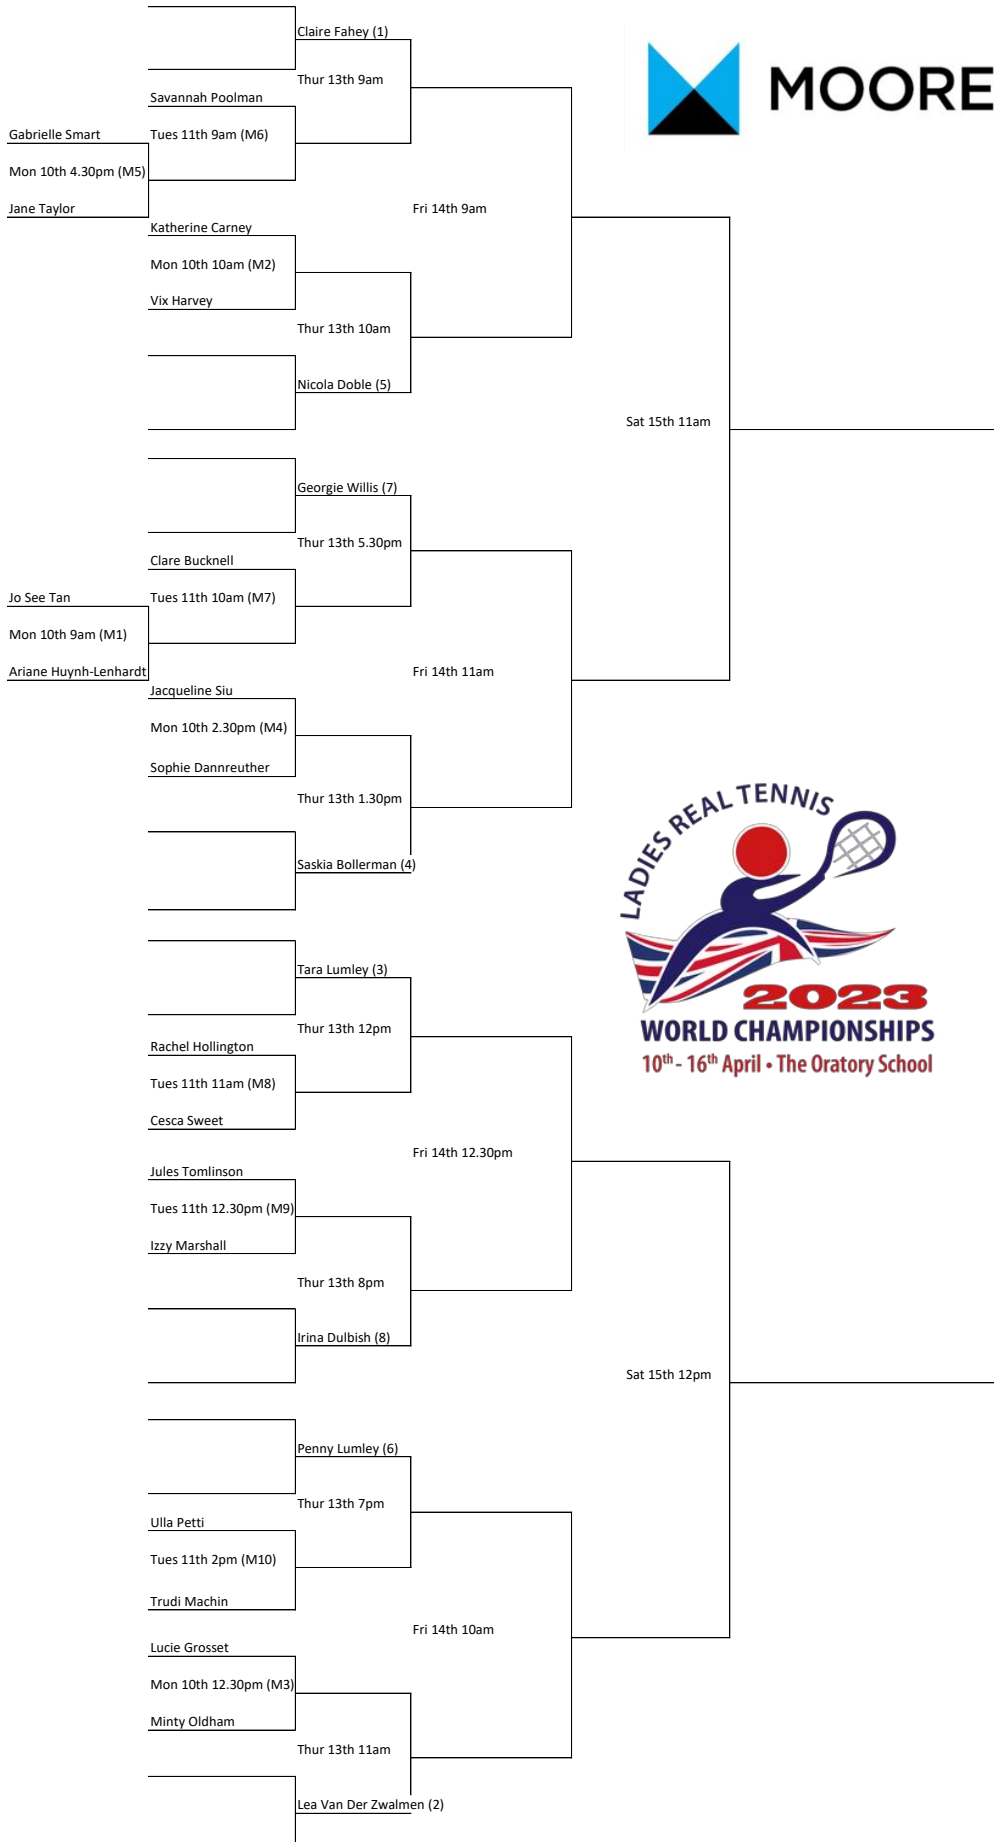 Claire Fahey (1)
MOORE
Thur 13th 9am
Savannah Poolman
Gabrielle Smart
Tues 11th 9am (M6)
Mon 10th 4.30pm (M5)
Jane Taylor
Fri 14th 9am
Katherine Carney
Mon 10th 10am (M2)
Vix Harvey
Thur 13th 10am
Nicola Doble (5)
Sat 15th 11am
Georgie Willis (7)
Thur 13th 5.30pm
Clare Bucknell
Jo See Tan
Tues 11th 10am (M7)
Mon 10th 9am (M1)
Ariane Huynh-Lenhardt
Fri 14th 11am
Jacqueline Siu
Mon 10th 2.30pm (M4)
Sophie Dannreuther
Thur 13th 1.30pm
Saskia Bollerman (4)
LADIES REAL TENNIS
2023
WORLD CHAMPIONSHIPS
10th - 16th April • The Oratory School
Tara Lumley (3)
Thur 13th 12pm
Rachel Hollington
Tues 11th 11am (M8)
Cesca Sweet
Fri 14th 12.30pm
Jules Tomlinson
Tues 11th 12.30pm (M9)
Izzy Marshall
Thur 13th 8pm
Irina Dulbish (8)
Sat 15th 12pm
Penny Lumley (6)
Thur 13th 7pm
Ulla Petti
Tues 11th 2pm (M10)
Trudi Machin
Fri 14th 10am
Lucie Grosset
Mon 10th 12.30pm (M3)
Minty Oldham
Thur 13th 11am
Lea Van Der Zwalmen (2)